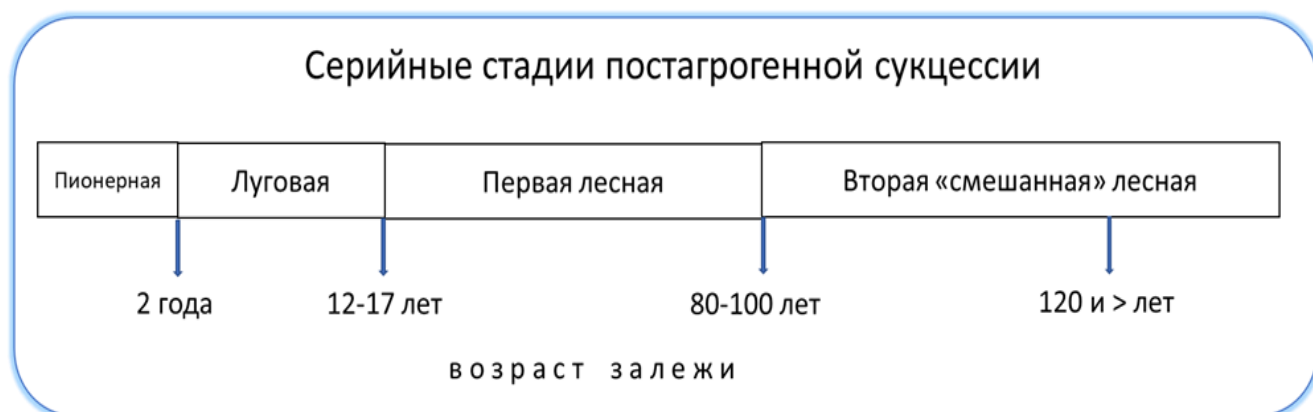 Серийные стадии постагрогенной сукцессии
Пионерная Луговая Первая лесная Вторая «смешанная» лесная
2 года 12-17 лет 80-100 лет 120 и > лет
возраст залежи